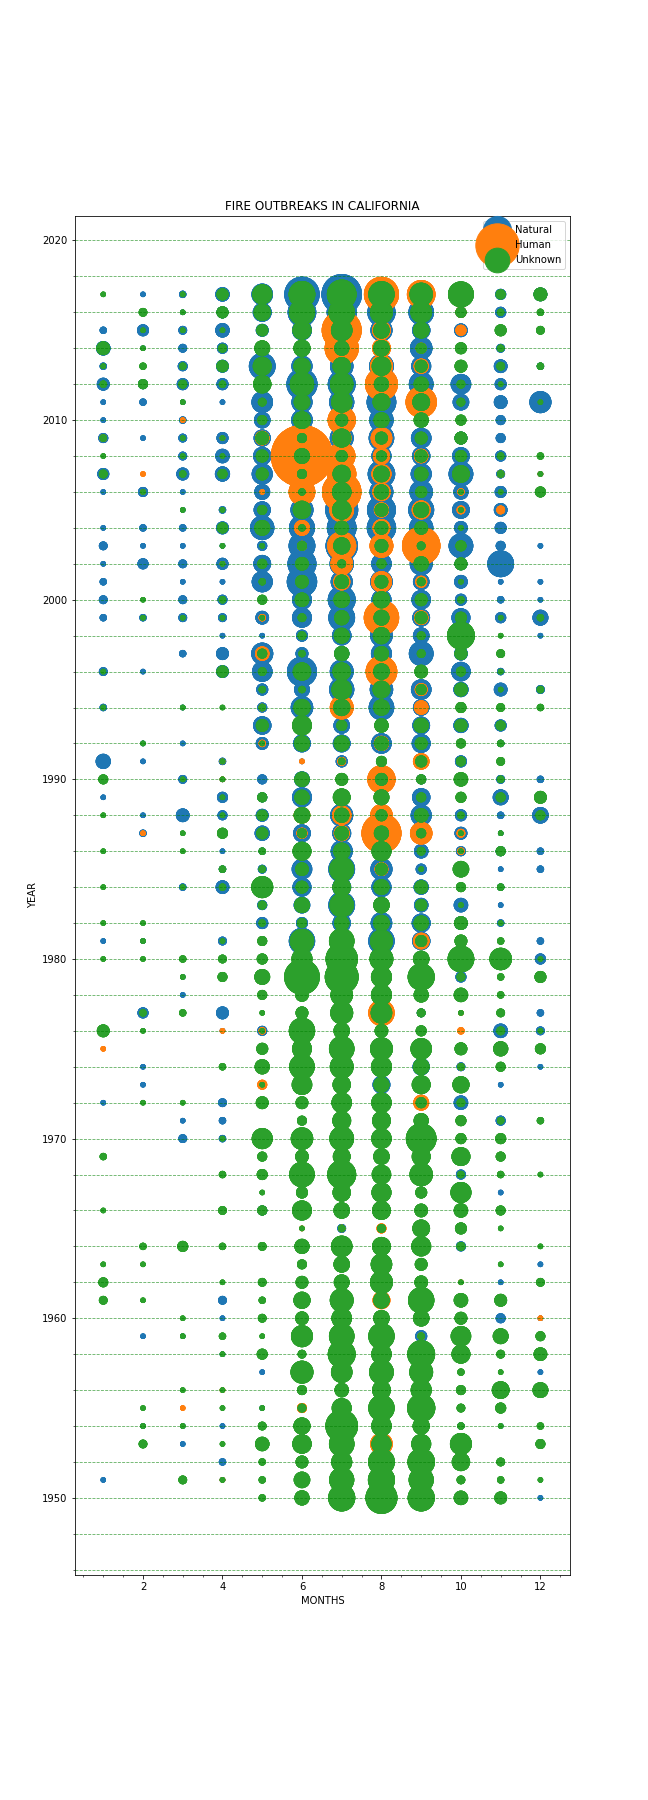 FIRE OUTBREAKS IN CALIFORNIA
Natural
Human
Unknown
2020
2010
2000
1990
1980
1970
1960
1950
YEAR
2 4 6 8 10 12
MONTHS